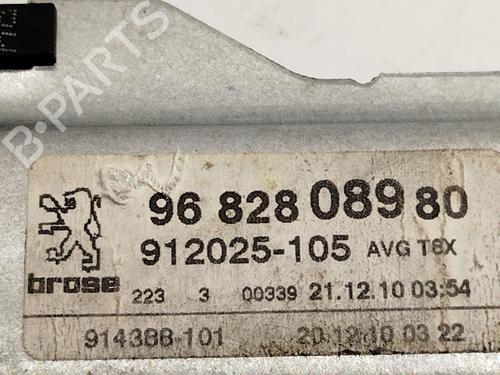 B-PARTS
96 828 089 80
912025-105 AVG T6X
brose
223 3 00339 21.12.10 03:54
914388-101 20.12.10 03 22